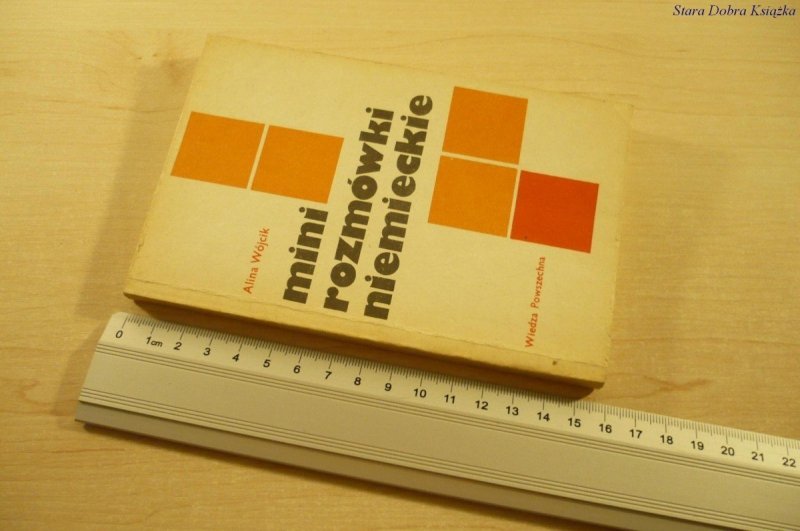 Stara Dobra Książka
Alina Wójcik
mini
rozmówki
niemieckie
Wiedza Powszechna
0 1cm 2 3 4 5 6 7 8 9 10 11 12 13 14 15 16 17 18 19 20 21 22